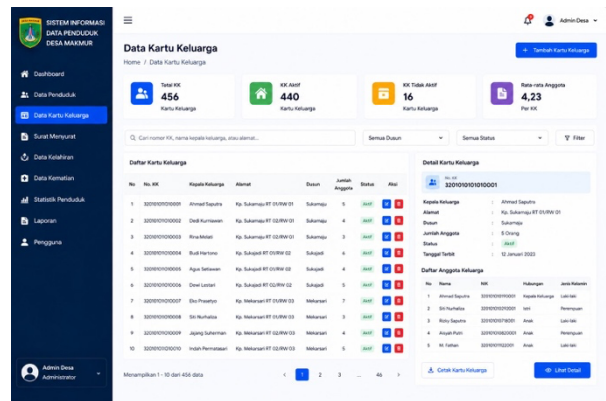 SISTEM INFORMASI
DATA PENDUDUK
DESA MAKMUR
Dashboard
Data Penduduk
Data Kartu Keluarga
Surat Menyurat
Data Kelahiran
Data Kematian
Statistik Penduduk
Laporan
Pengguna
Admin Desa
Administrator
Admin Desa
Data Kartu Keluarga
Home / Data Kartu Keluarga
+ Tambah Kartu Keluarga
Total KK
456
Kartu Keluarga
KK Aktif
440
Kartu Keluarga
KK Tidak Aktif
16
Kartu Keluarga
Rata-rata Anggota
4,23
Per KK
Cari nomor KK, nama kepala keluarga, atau alamat...
Semua Dusun
Semua Status
Filter
Daftar Kartu Keluarga
No No. KK Kepala Keluarga Alamat Dusun Jumlah Anggota Status Aksi
1 Ahmad Saputra Kp. Sukamaju RT 01/RW 01 Sukamaju 5 Aktif
2 Dedi Kurniawan Kp. Sukamaju RT 02/RW 01 Sukamaju 4 Aktif
3 Rina Melati Kp. Sukamaju RT 03/RW 01 Sukamaju 3 Aktif
4 Budi Hartono Kp. Sukajadi RT 01/RW 02 Sukajadi 6 Aktif
5 Agus Setiawan Kp. Sukajadi RT 02/RW 02 Sukajadi 4 Aktif
6 Dewi Lestari Kp. Sukajadi RT 03/RW 02 Sukajadi 5 Aktif
7 Eko Prasetyo Kp. Mekarsari RT 01/RW 03 Mekarsari 7 Aktif
8 Siti Nurhaliza Kp. Mekarsari RT 01/RW 03 Mekarsari 3 Aktif
9 Jajang Suherman Kp. Mekarsari RT 02/RW 03 Mekarsari 4 Aktif
10 Indah Permatasari Kp. Mekarsari RT 02/RW 03 Mekarsari 5 Aktif
Menampilkan 1 - 10 dari 456 data
‹ 1 2 3 ... 46 ›
Detail Kartu Keluarga
No. KK
3201010101010001
Kepala Keluarga : Ahmad Saputra
Alamat : Kp. Sukamaju RT 01/RW 01
Dusun : Sukamaju
Jumlah Anggota : 5 Orang
Status : Aktif
Tanggal Terbit : 12 Januari 2023
Daftar Anggota Keluarga
No Nama NIK Hubungan Jenis Kelamin
1 Ahmad Saputra Kepala Keluarga Laki-laki
2 Siti Nurhaliza Istri Perempuan
3 Rizky Saputra Anak Laki-laki
4 Aisyah Putri Anak Perempuan
5 M. Fathan Anak Laki-laki
Cetak Kartu Keluarga
Lihat Detail